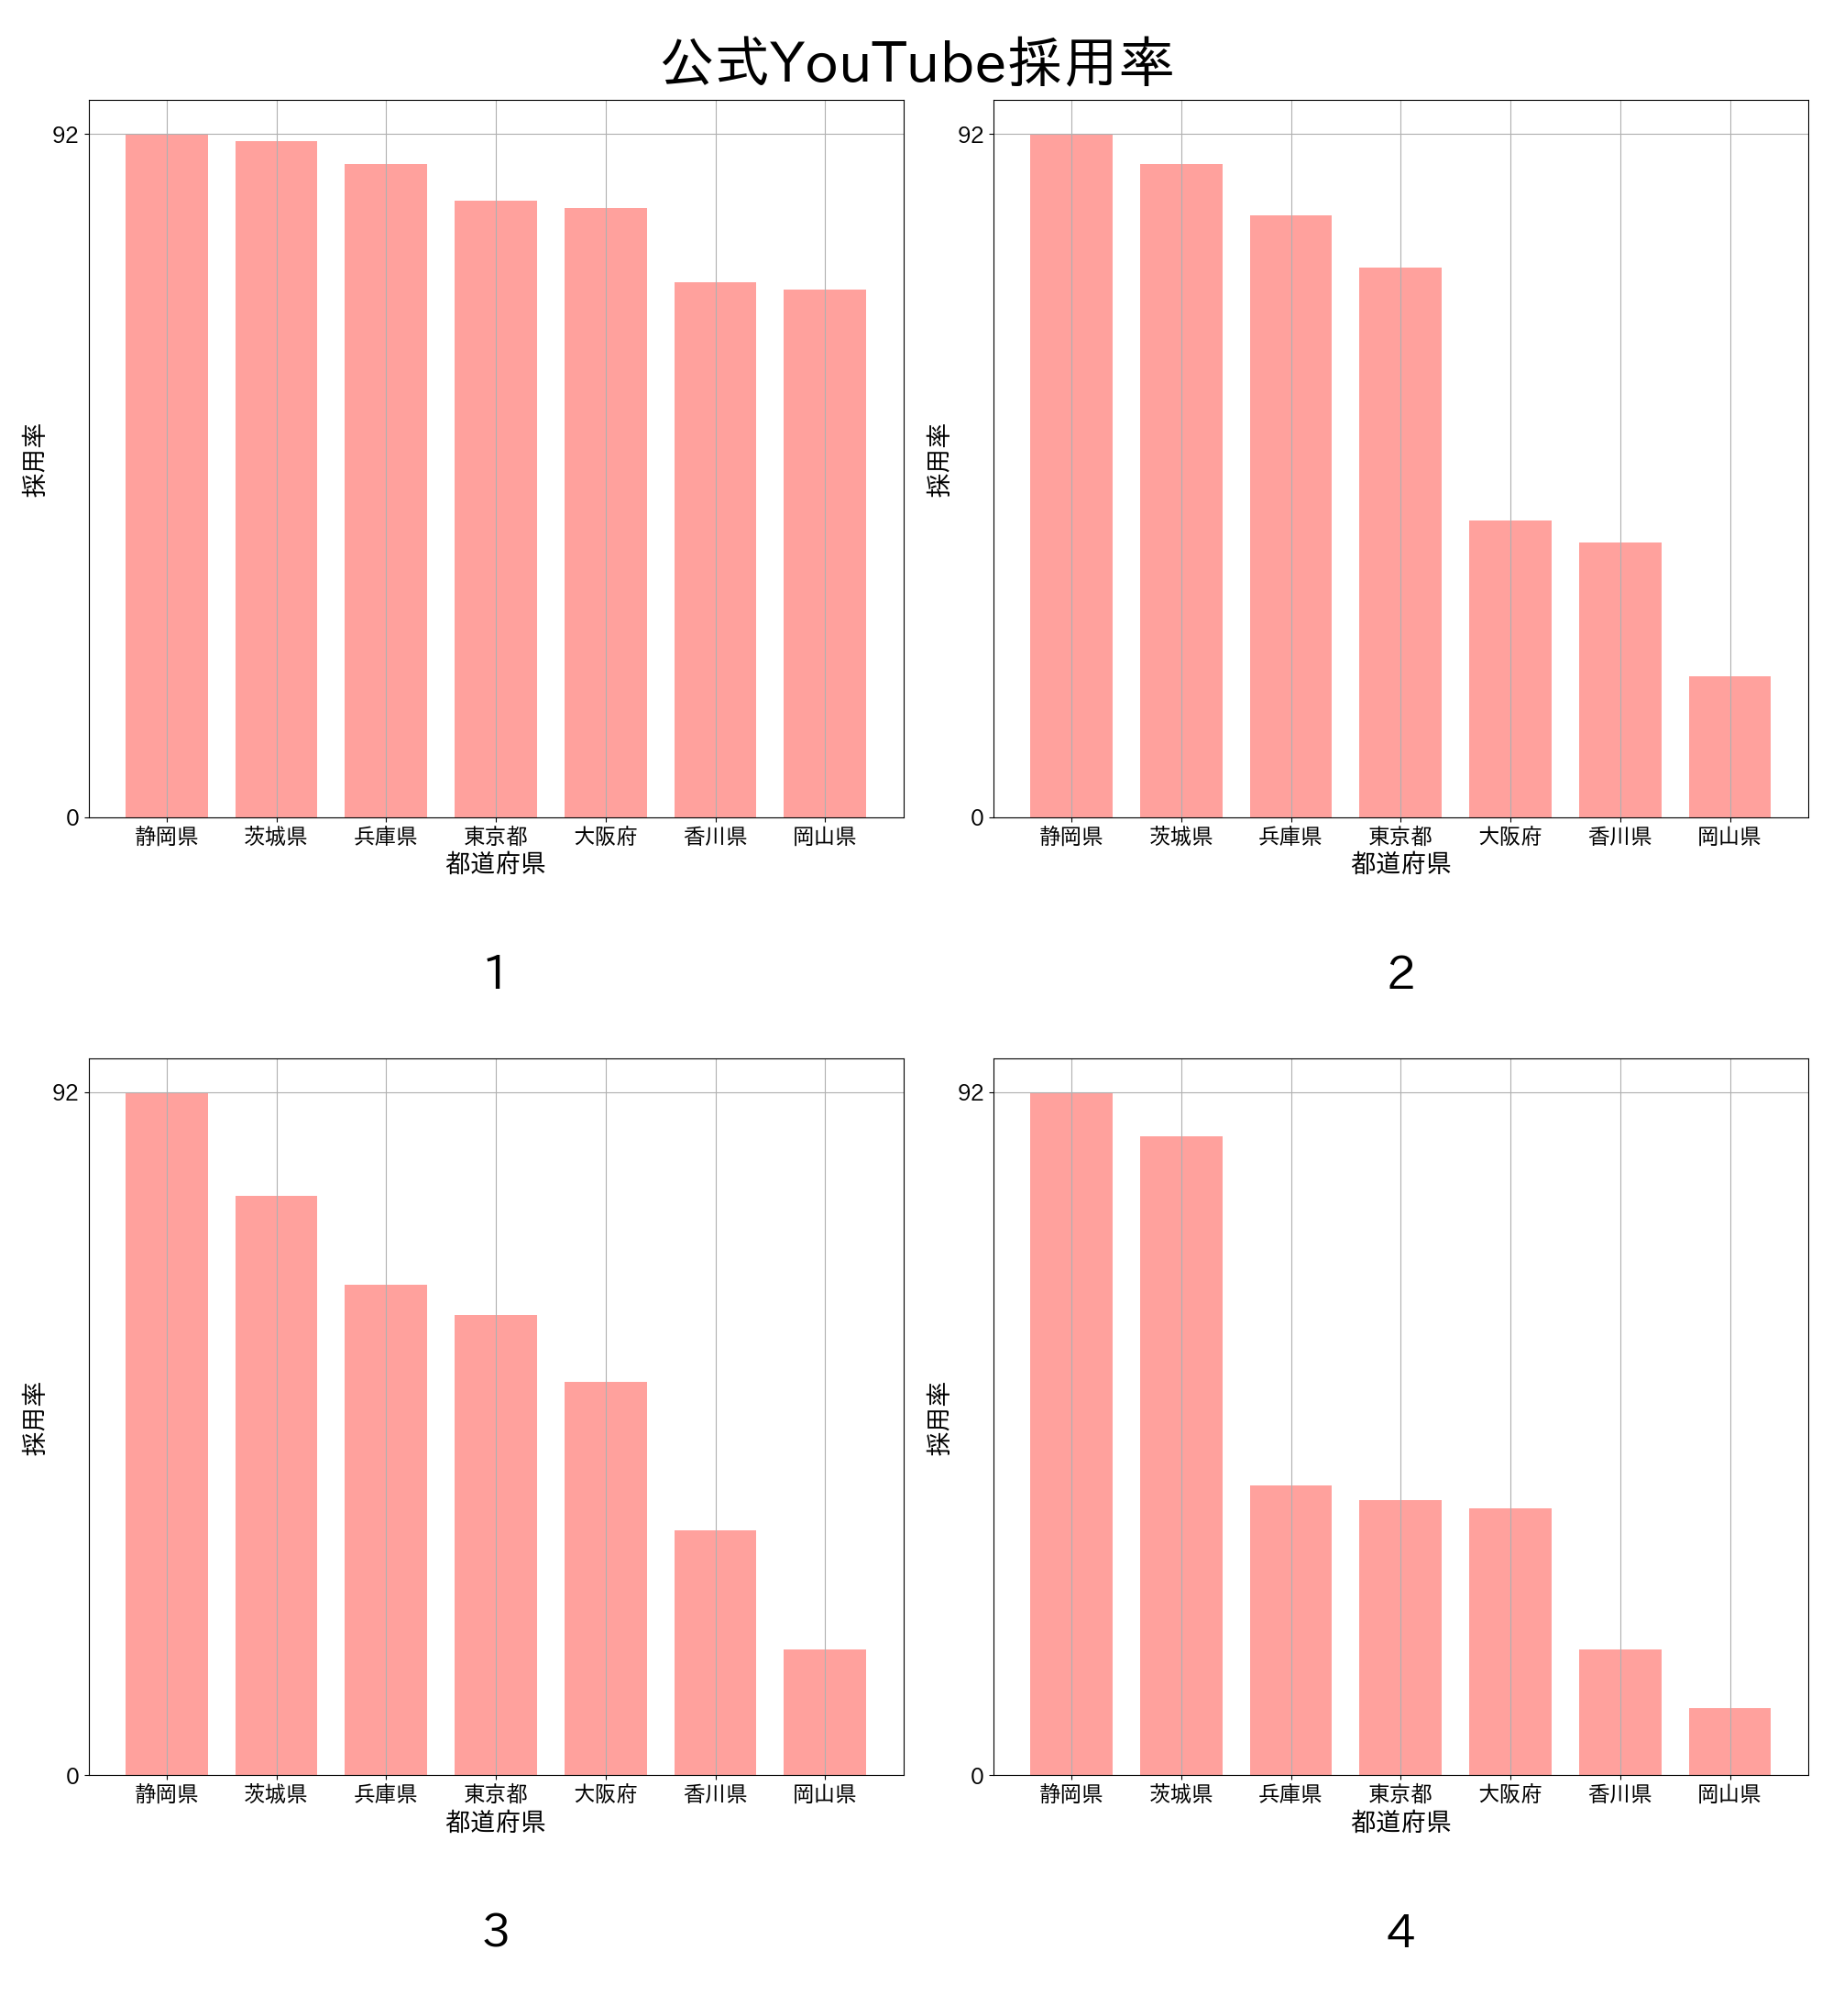 公式YouTube採用率
92
0
採用率
静岡県 茨城県 兵庫県 東京都 大阪府 香川県 岡山県
都道府県
1
92
0
採用率
静岡県 茨城県 兵庫県 東京都 大阪府 香川県 岡山県
都道府県
2
92
0
採用率
静岡県 茨城県 兵庫県 東京都 大阪府 香川県 岡山県
都道府県
3
92
0
採用率
静岡県 茨城県 兵庫県 東京都 大阪府 香川県 岡山県
都道府県
4